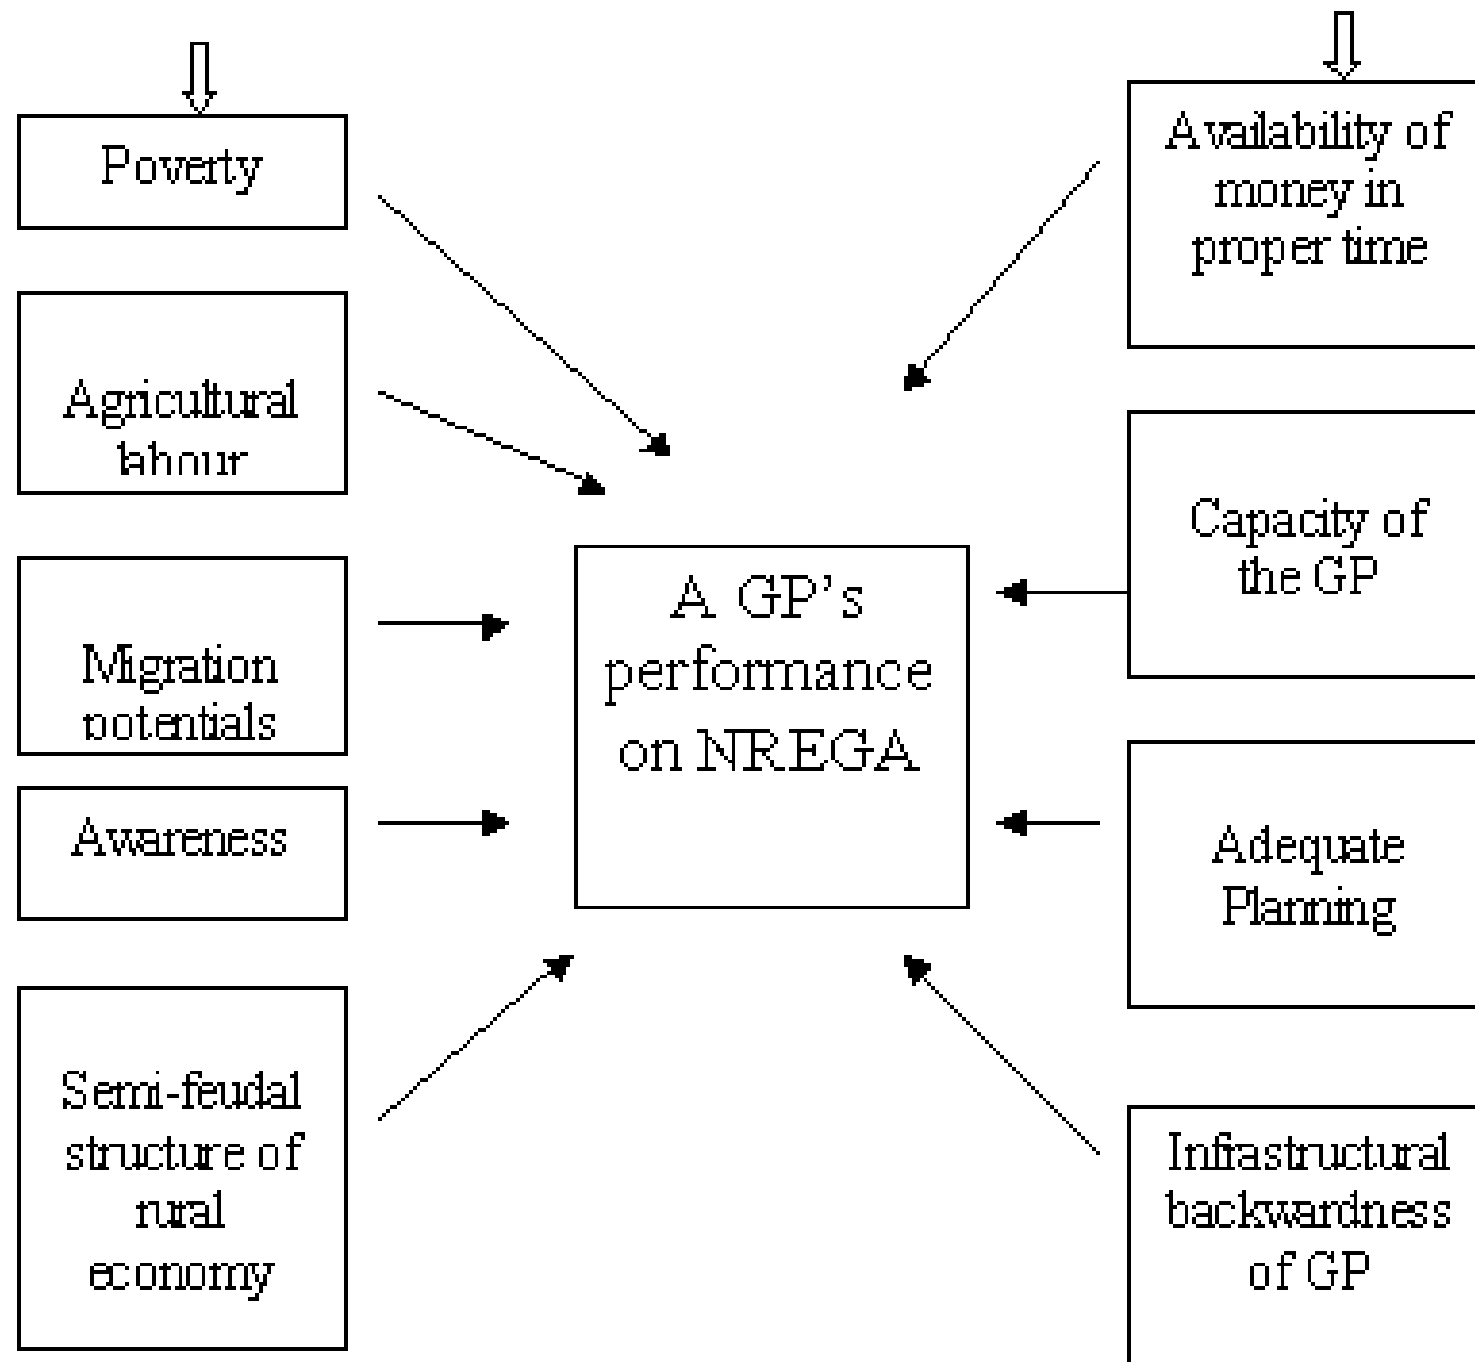 Poverty
Agricultural
labour
Migration
potentials
Awareness
Semi-feudal
structure of
rural
economy
A GP's
performance
on NREGA
Availability of
money in
proper time
Capacity of
the GP
Adequate
Planning
Infrastructural
backwardness
of GP